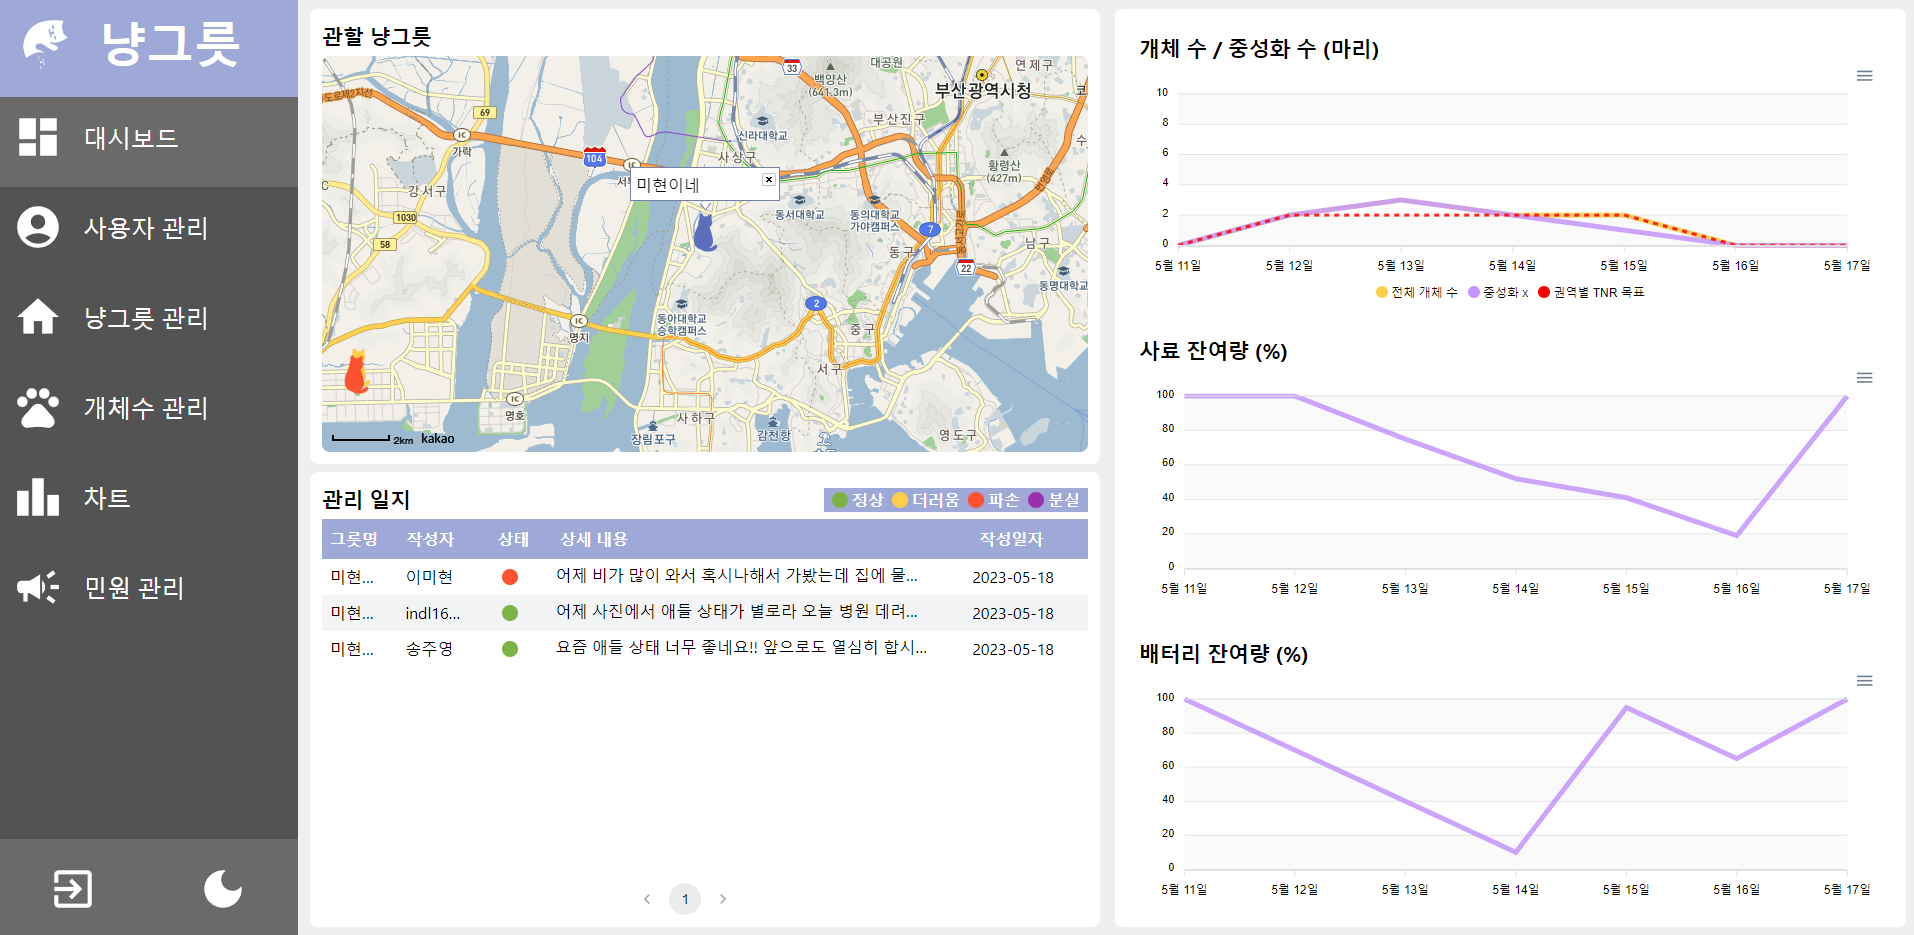 냥그릇
대시보드
사용자 관리
냥그릇 관리
개체수 관리
차트
민원 관리
관할 냥그릇
33
백양산
(641.3m)
대공원
연제구
부산광역시청
69
IC
가락
104
IC
신라대학교
사상구
부산진구
수
황령산
(427m)
번영로
미현이네
강서구
1030
58
동서대학교
동의대학교
가야캠퍼스
7
동서고가로
동구
남구
22
동명대학교
2
IC
명지
동아대학교
승학캠퍼스
중구
서구
IC
명호
사하구
장림포구
감천항
영도구
2km kakao
관리 일지
정상 더러움 파손 분실
그릇명 작성자 상태 상세 내용 작성일자
미현... 이미현 어제 비가 많이 와서 혹시나해서 가봤는데 집에 물... 2023-05-18
미현... indl16... 어제 사진에서 애들 상태가 별로라 오늘 병원 데려... 2023-05-18
미현... 송주영 요즘 애들 상태 너무 좋네요!! 앞으로도 열심히 합시... 2023-05-18
1
개체 수 / 중성화 수 (마리)
10
8
6
4
2
0
5월 11일 5월 12일 5월 13일 5월 14일 5월 15일 5월 16일 5월 17일
전체 개체 수 중성화 x 권역별 TNR 목표
사료 잔여량 (%)
100
80
60
40
20
0
5월 11일 5월 12일 5월 13일 5월 14일 5월 15일 5월 16일 5월 17일
배터리 잔여량 (%)
100
80
60
40
20
0
5월 11일 5월 12일 5월 13일 5월 14일 5월 15일 5월 16일 5월 17일